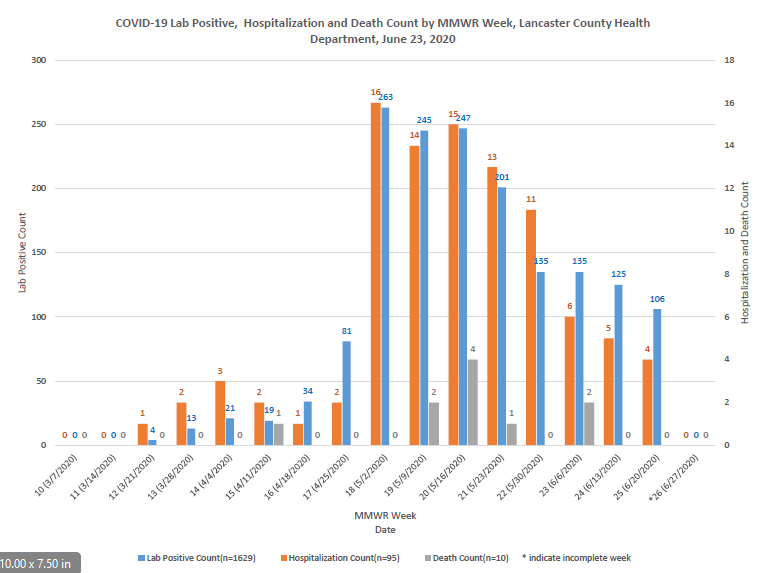 COVID-19 Lab Positive, Hospitalization and Death Count by MMWR Week, Lancaster County Health
Department, June 23, 2020
300
250
200
150
100
50
0
Lab Positive Count
18
16
14
12
10
8
6
4
2
0
Hospitalization and Death Count
0 0 0
0 0 0
1 4 0
2 13 0
3 21 0
2 19 1
1 34 0
2 81 0
16 263 0
14 245 2
15 247 4
13 201 1
11 135 0
6 135 2
5 125 0
4 106 0
0 0 0
10 (3/7/2020)
11 (3/14/2020)
12 (3/21/2020)
13 (3/28/2020)
14 (4/4/2020)
15 (4/11/2020)
16 (4/18/2020)
17 (4/25/2020)
18 (5/2/2020)
19 (5/9/2020)
20 (5/16/2020)
21 (5/23/2020)
22 (5/30/2020)
23 (6/6/2020)
24 (6/13/2020)
25 (6/20/2020)
*26 (6/27/2020)
MMWR Week
Date
Lab Positive Count(n=1629) Hospitalization Count(n=95) Death Count(n=10) * indicate incomplete week
10.00 x 7.50 in